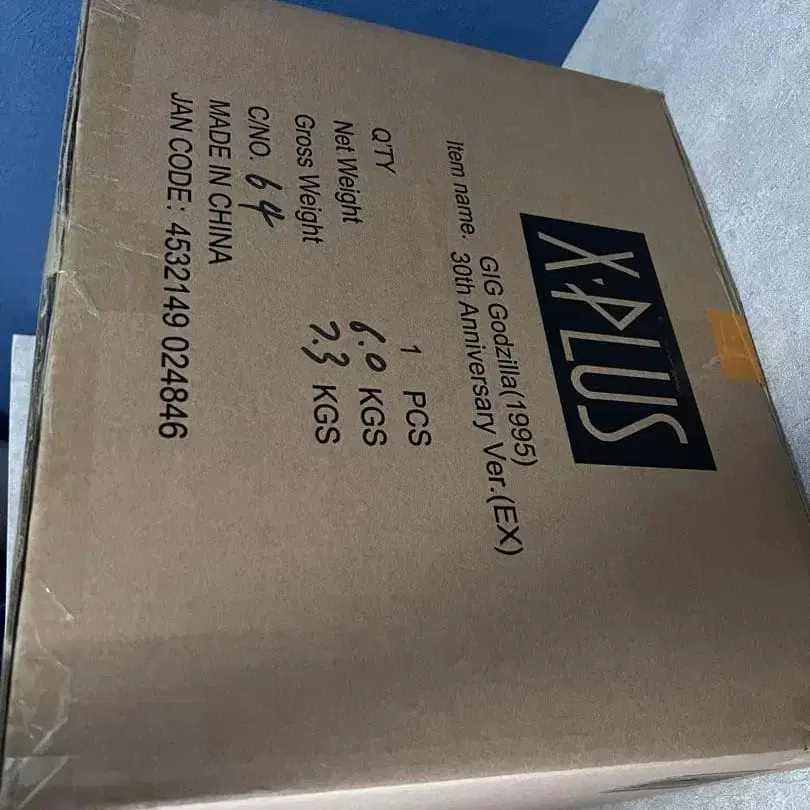 X-PLUS
Item name. GIG Godzilla(1995)
30th Anniversary Ver.(EX)
Q'TY 1 PCS
Net Weight 6.0 KGS
Gross Weight 7.3 KGS
C/NO. 64
MADE IN CHINA
JAN CODE: 4532149 024846